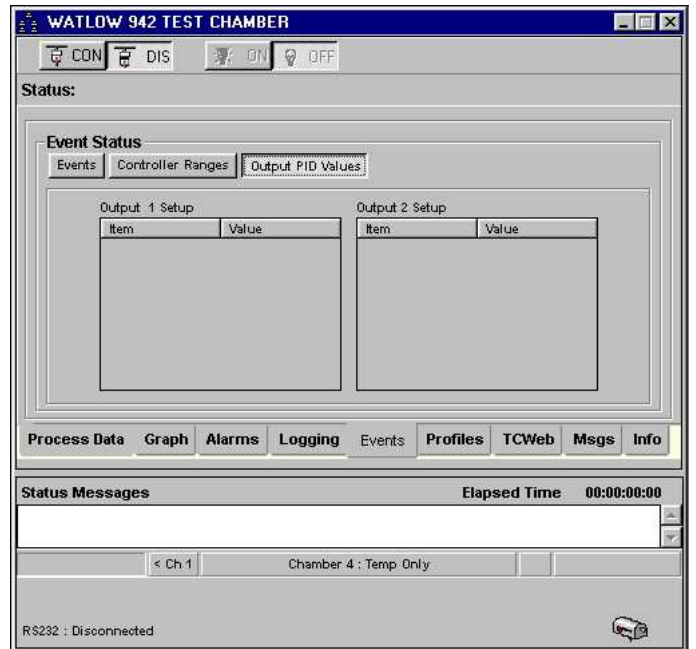 WATLOW 942 TEST CHAMBER
CON DIS ON OFF
Status:
Event Status
Events Controller Ranges Output PID Values
Output 1 Setup Output 2 Setup
Item Value Item Value
Process Data Graph Alarms Logging Events Profiles TCWeb Msgs Info
Status Messages Elapsed Time 00:00:00:00
< Ch 1 Chamber 4 : Temp Only
RS232 : Disconnected